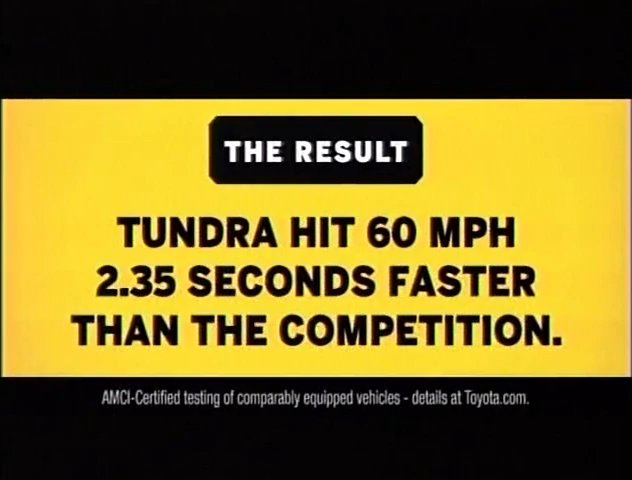 THE RESULT
TUNDRA HIT 60 MPH
2.35 SECONDS FASTER
THAN THE COMPETITION.
AMCI-Certified testing of comparably equipped vehicles - details at Toyota.com.